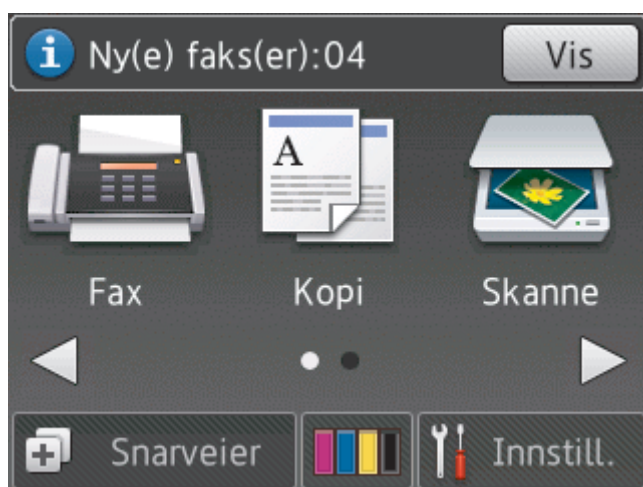 Ny(e) faks(er):04 Vis
A
Fax Kopi Skanne
Snarveier Innstill.